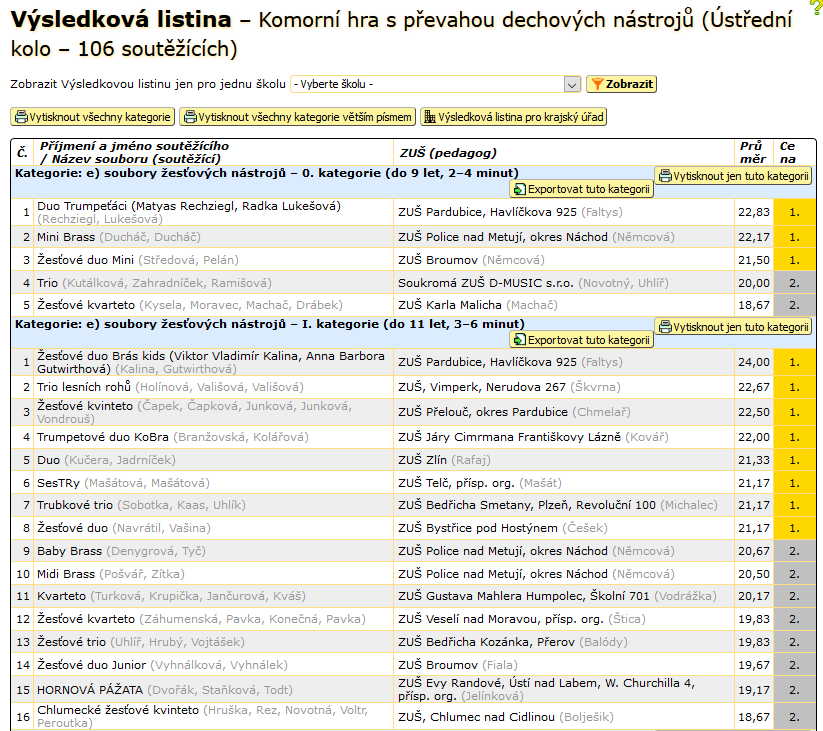 Výsledková listina – Komorní hra s převahou dechových nástrojů (Ústřední
kolo – 106 soutěžících)
?
Zobrazit Výsledkovou listinu jen pro jednu školu - Vyberte školu - Zobrazit
Vytisknout všechny kategorie Vytisknout všechny kategorie větším písmem Výsledková listina pro krajský úřad
Č. Příjmení a jméno soutěžícího / Název souboru (soutěžící) ZUŠ (pedagog) Prů měr Ce na
Kategorie: e) soubory žesťových nástrojů – 0. kategorie (do 9 let, 2–4 minut) Vytisknout jen tuto kategorii
Exportovat tuto kategorii
1 Duo Trumpeťáci (Matyas Rechziegl, Radka Lukešová) (Rechziegl, Lukešová) ZUŠ Pardubice, Havlíčkova 925 (Faltys) 22,83 1.
2 Mini Brass (Ducháč, Ducháč) ZUŠ Police nad Metují, okres Náchod (Němcová) 22,17 1.
3 Žesťové duo Mini (Středová, Pelán) ZUŠ Broumov (Němcová) 21,50 1.
4 Trio (Kutálková, Zahradníček, Ramišová) Soukromá ZUŠ D-MUSIC s.r.o. (Novotný, Uhlíř) 20,00 2.
5 Žesťové kvarteto (Kysela, Moravec, Machač, Drábek) ZUŠ Karla Malicha (Machač) 18,67 2.
Kategorie: e) soubory žesťových nástrojů – I. kategorie (do 11 let, 3–6 minut) Vytisknout jen tuto kategorii
Exportovat tuto kategorii
1 Žesťové duo Brás kids (Viktor Vladimír Kalina, Anna Barbora Gutwirthová) (Kalina, Gutwirthová) ZUŠ Pardubice, Havlíčkova 925 (Faltys) 24,00 1.
2 Trio lesních rohů (Holínová, Vališová, Vališová) ZUŠ, Vimperk, Nerudova 267 (Škvrna) 22,67 1.
3 Žesťové kvinteto (Čapek, Čapková, Junková, Junková, Vondrouš) ZUŠ Přelouč, okres Pardubice (Chmelař) 22,50 1.
4 Trumpetové duo KoBra (Branžovská, Kolářová) ZUŠ Járy Cimrmana Františkovy Lázně (Kovář) 22,00 1.
5 Duo (Kučera, Jadrníček) ZUŠ Zlín (Rafaj) 21,33 1.
6 SesTRy (Mašátová, Mašátová) ZUŠ Telč, přísp. org. (Mašát) 21,17 1.
7 Trubkové trio (Sobotka, Kaas, Uhlík) ZUŠ Bedřicha Smetany, Plzeň, Revoluční 100 (Michalec) 21,17 1.
8 Žesťové duo (Navrátil, Vašina) ZUŠ Bystřice pod Hostýnem (Češek) 21,17 1.
9 Baby Brass (Denygrová, Tyč) ZUŠ Police nad Metují, okres Náchod (Němcová) 20,67 2.
10 Midi Brass (Pošvář, Zítka) ZUŠ Police nad Metují, okres Náchod (Němcová) 20,50 2.
11 Kvarteto (Turková, Krupička, Jančurová, Kváš) ZUŠ Gustava Mahlera Humpolec, Školní 701 (Vodrážka) 20,17 2.
12 Žesťové kvarteto (Záhumenská, Pavka, Konečná, Pavka) ZUŠ Veselí nad Moravou, přísp. org. (Štica) 19,83 2.
13 Žesťové trio (Uhlíř, Hrubý, Vojtášek) ZUŠ Bedřicha Kozánka, Přerov (Balódy) 19,83 2.
14 Žesťové duo Junior (Vyhnálková, Vyhnálek) ZUŠ Broumov (Fiala) 19,67 2.
15 HORNOVÁ PÁŽATA (Dvořák, Staňková, Todt) ZUŠ Evy Randové, Ústí nad Labem, W. Churchilla 4, přísp. org. (Jelínková) 19,17 2.
16 Chlumecké žesťové kvinteto (Hruška, Rez, Novotná, Voltr, Peroutka) ZUŠ, Chlumec nad Cidlinou (Bolješik) 18,67 2.